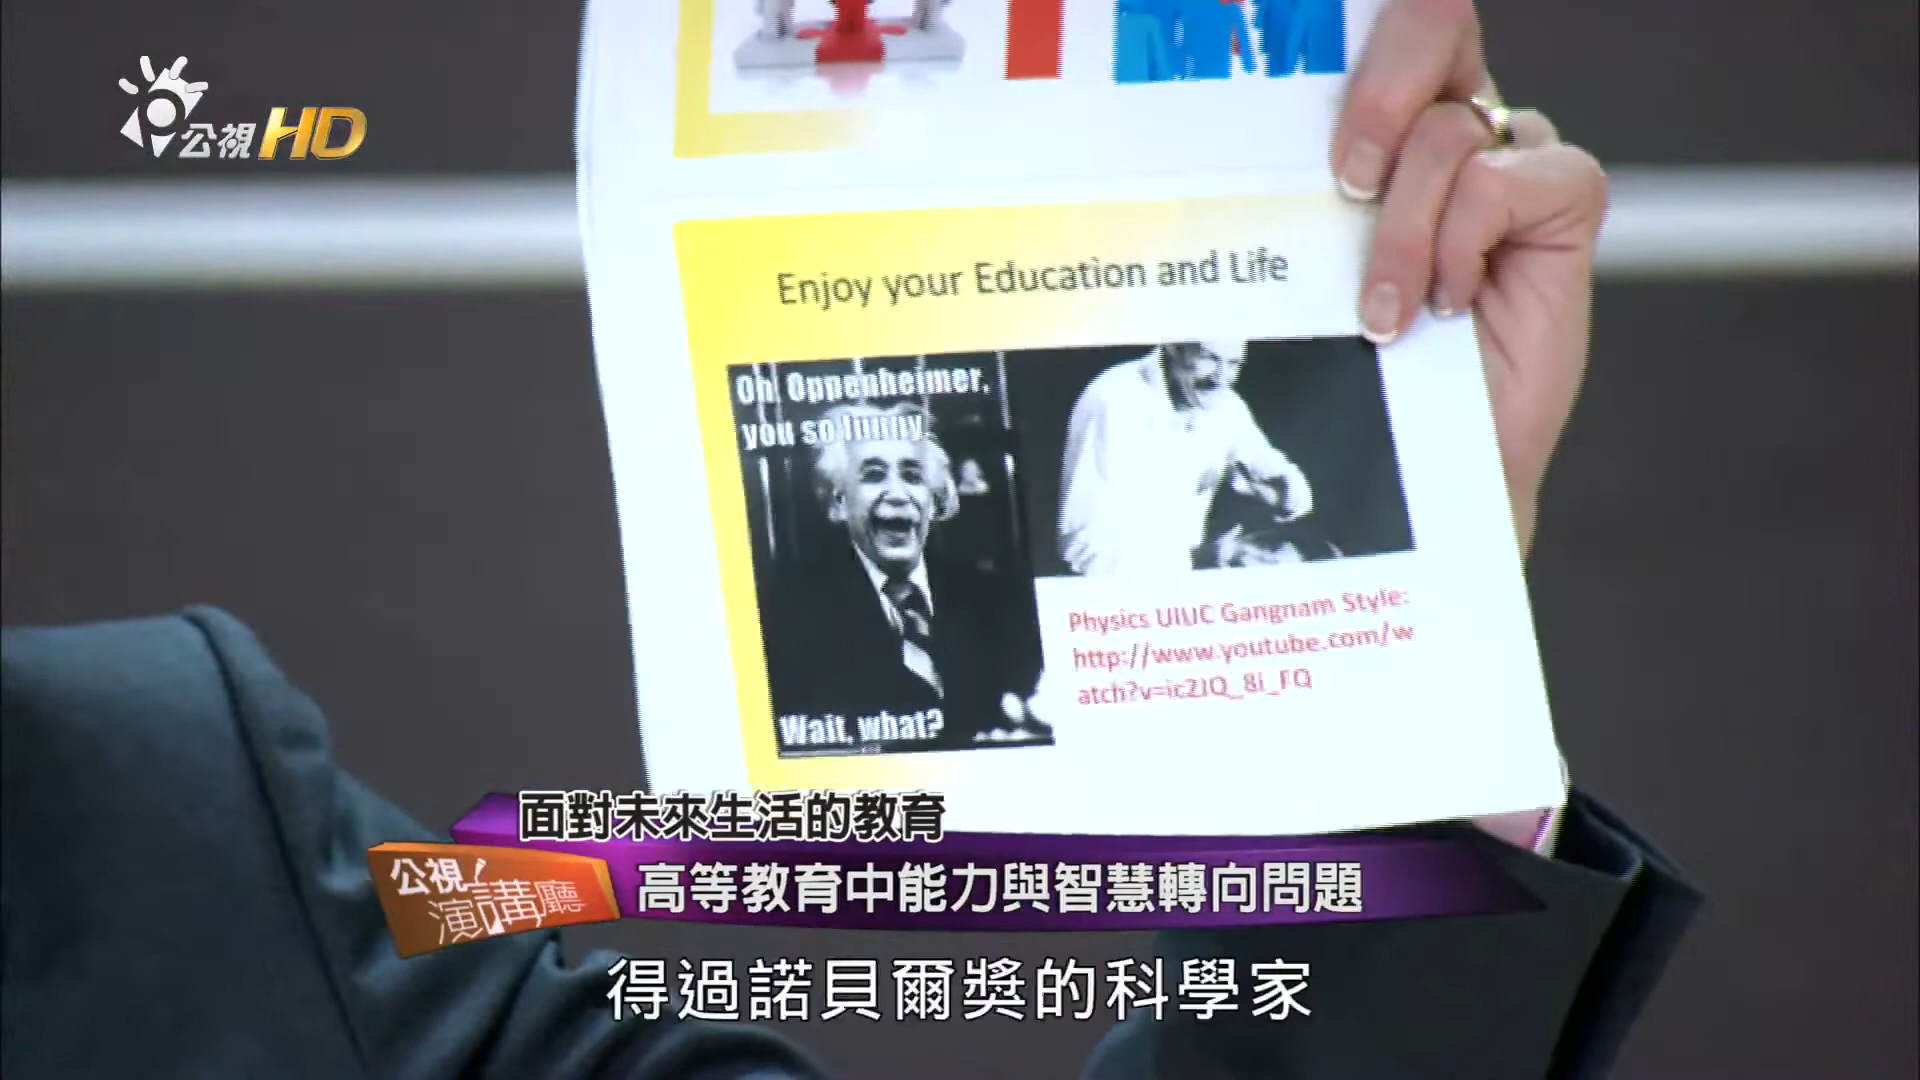 公視HD
Enjoy your Education and Life
Oh, Oppenheimer,
you so funny.
Wait, what?
Physics UIUC Gangnam Style:
http://www.youtube.com/w
面對未來生活的教育
公視
演講廳
高等教育中能力與智慧轉向問題
得過諾貝爾獎的科學家